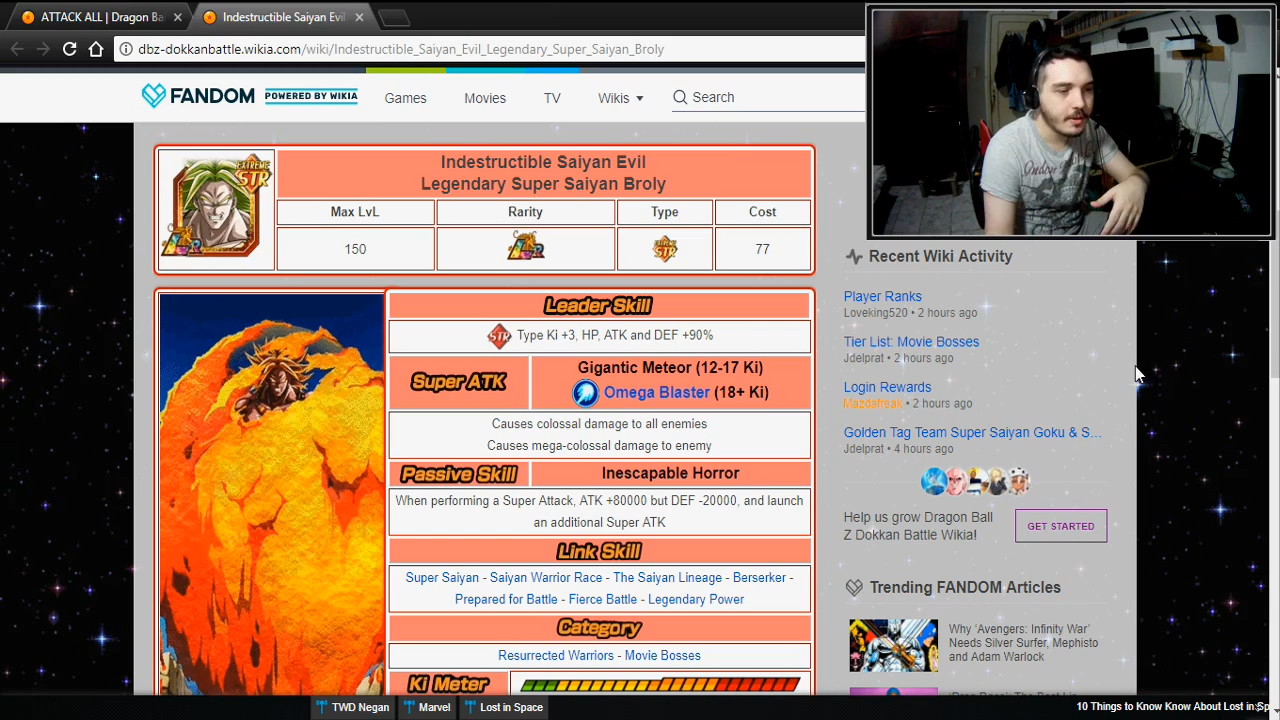 ATTACK ALL | Dragon Ba
Indestructible Saiyan Evil
dbz-dokkanbattle.wikia.com/wiki/Indestructible_Saiyan_Evil_Legendary_Super_Saiyan_Broly
FANDOM POWERED BY WIKIA
Games Movies TV Wikis Search
Indestructible Saiyan Evil
Legendary Super Saiyan Broly
EXTREME STR
Max LvL Rarity Type Cost
150 77
Leader Skill
STR Type Ki +3, HP, ATK and DEF +90%
Super ATK
Gigantic Meteor (12-17 Ki)
Omega Blaster (18+ Ki)
Causes colossal damage to all enemies
Causes mega-colossal damage to enemy
Passive Skill
Inescapable Horror
When performing a Super Attack, ATK +80000 but DEF -20000, and launch
an additional Super ATK
Link Skill
Super Saiyan - Saiyan Warrior Race - The Saiyan Lineage - Berserker -
Prepared for Battle - Fierce Battle - Legendary Power
Category
Resurrected Warriors - Movie Bosses
Ki Meter
Recent Wiki Activity
Player Ranks
Loveking520 • 2 hours ago
Tier List: Movie Bosses
Jdelprat • 2 hours ago
Login Rewards
Mazdafreak • 2 hours ago
Golden Tag Team Super Saiyan Goku & S...
Jdelprat • 4 hours ago
Help us grow Dragon Ball
Z Dokkan Battle Wikia!
GET STARTED
Trending FANDOM Articles
Why ‘Avengers: Infinity War’
Needs Silver Surfer, Mephisto
and Adam Warlock
TWD Negan Marvel Lost in Space
10 Things to Know Know About Lost in Sp